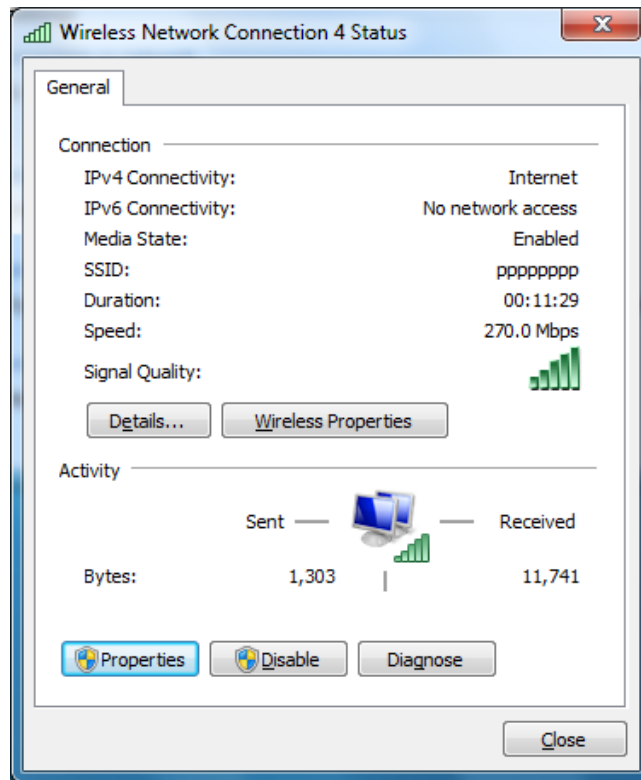 Wireless Network Connection 4 Status
General
Connection
IPv4 Connectivity: Internet
IPv6 Connectivity: No network access
Media State: Enabled
SSID: pppppppp
Duration: 00:11:29
Speed: 270.0 Mbps
Signal Quality:
Details... Wireless Properties
Activity
Sent — — Received
Bytes: 1,303 | 11,741
Properties Disable Diagnose
Close